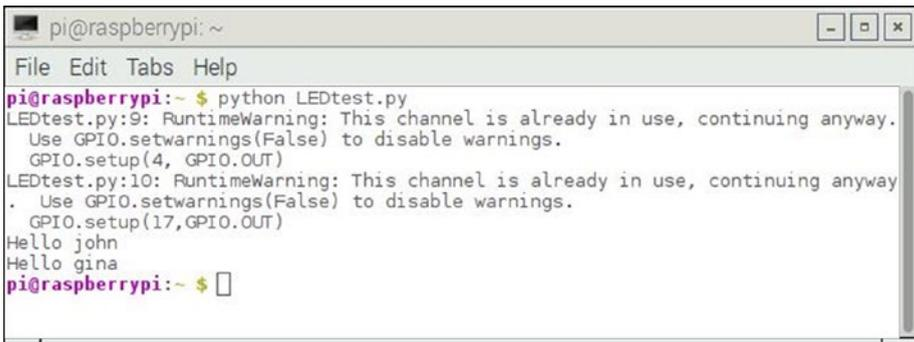 pi@raspberrypi: ~
File Edit Tabs Help
pi@raspberrypi:~ $ python LEDtest.py
LEDtest.py:9: RuntimeWarning: This channel is already in use, continuing anyway.
  Use GPIO.setwarnings(False) to disable warnings.
  GPIO.setup(4, GPIO.OUT)
LEDtest.py:10: RuntimeWarning: This channel is already in use, continuing anyway
.  Use GPIO.setwarnings(False) to disable warnings.
  GPIO.setup(17,GPIO.OUT)
Hello john
Hello gina
pi@raspberrypi:~ $